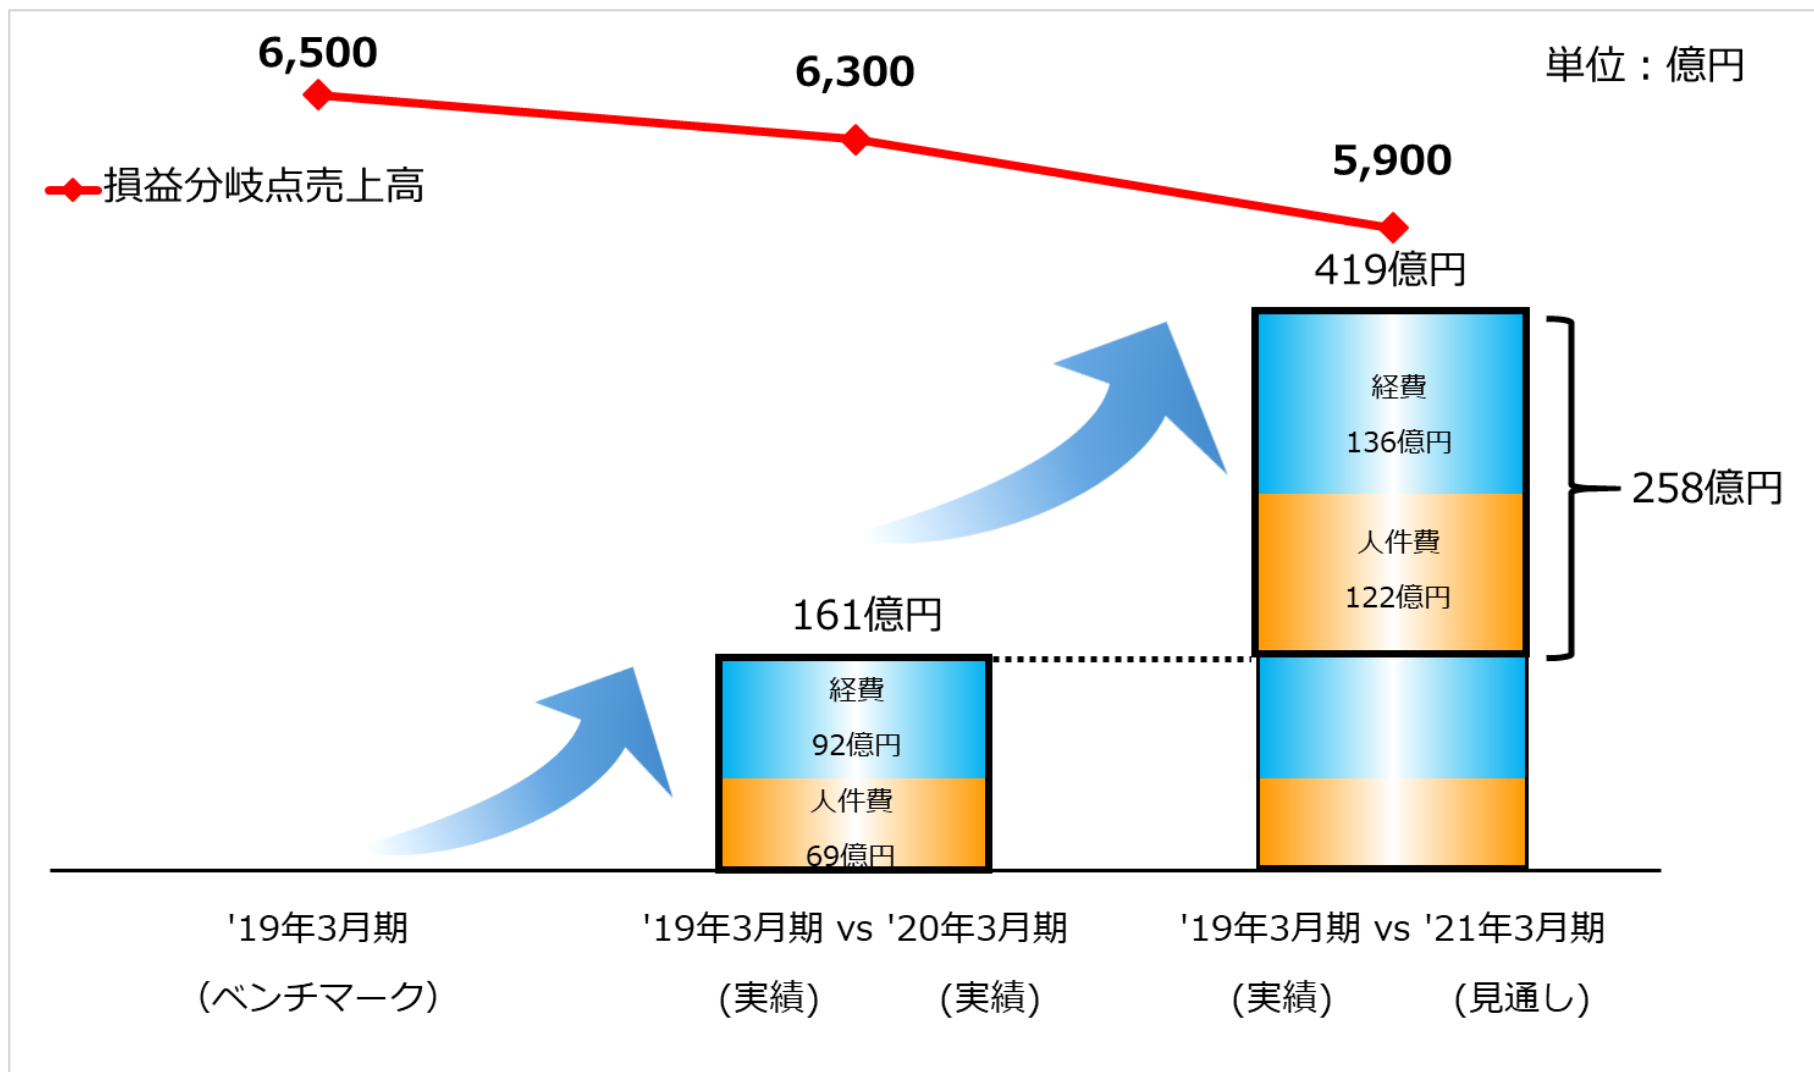 6,500
6,300
単位：億円
5,900
損益分岐点売上高
419億円
経費
136億円
258億円
人件費
122億円
161億円
経費
92億円
人件費
69億円
'19年3月期
'19年3月期 vs '20年3月期
'19年3月期 vs '21年3月期
（ベンチマーク）
(実績) (実績)
(実績) (見通し)